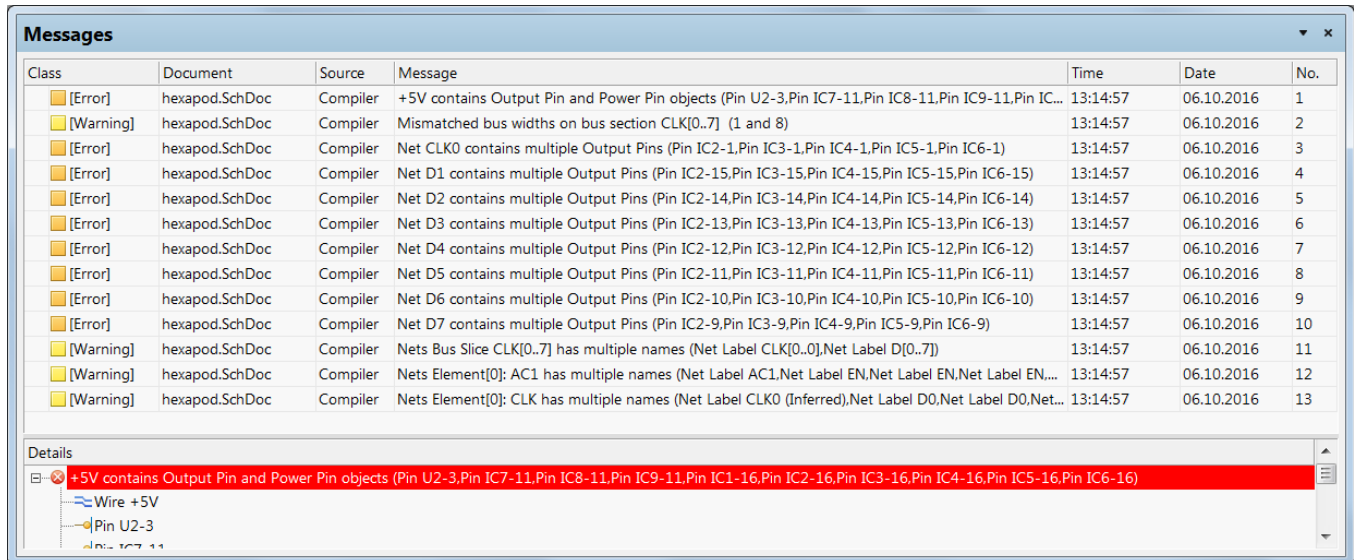 Messages
Class Document Source Message Time Date No.
[Error] hexapod.SchDoc Compiler +5V contains Output Pin and Power Pin objects (Pin U2-3,Pin IC7-11,Pin IC8-11,Pin IC9-11,Pin IC... 13:14:57 06.10.2016 1
[Warning] hexapod.SchDoc Compiler Mismatched bus widths on bus section CLK[0..7] (1 and 8) 13:14:57 06.10.2016 2
[Error] hexapod.SchDoc Compiler Net CLK0 contains multiple Output Pins (Pin IC2-1,Pin IC3-1,Pin IC4-1,Pin IC5-1,Pin IC6-1) 13:14:57 06.10.2016 3
[Error] hexapod.SchDoc Compiler Net D1 contains multiple Output Pins (Pin IC2-15,Pin IC3-15,Pin IC4-15,Pin IC5-15,Pin IC6-15) 13:14:57 06.10.2016 4
[Error] hexapod.SchDoc Compiler Net D2 contains multiple Output Pins (Pin IC2-14,Pin IC3-14,Pin IC4-14,Pin IC5-14,Pin IC6-14) 13:14:57 06.10.2016 5
[Error] hexapod.SchDoc Compiler Net D3 contains multiple Output Pins (Pin IC2-13,Pin IC3-13,Pin IC4-13,Pin IC5-13,Pin IC6-13) 13:14:57 06.10.2016 6
[Error] hexapod.SchDoc Compiler Net D4 contains multiple Output Pins (Pin IC2-12,Pin IC3-12,Pin IC4-12,Pin IC5-12,Pin IC6-12) 13:14:57 06.10.2016 7
[Error] hexapod.SchDoc Compiler Net D5 contains multiple Output Pins (Pin IC2-11,Pin IC3-11,Pin IC4-11,Pin IC5-11,Pin IC6-11) 13:14:57 06.10.2016 8
[Error] hexapod.SchDoc Compiler Net D6 contains multiple Output Pins (Pin IC2-10,Pin IC3-10,Pin IC4-10,Pin IC5-10,Pin IC6-10) 13:14:57 06.10.2016 9
[Error] hexapod.SchDoc Compiler Net D7 contains multiple Output Pins (Pin IC2-9,Pin IC3-9,Pin IC4-9,Pin IC5-9,Pin IC6-9) 13:14:57 06.10.2016 10
[Warning] hexapod.SchDoc Compiler Nets Bus Slice CLK[0..7] has multiple names (Net Label CLK[0..0],Net Label D[0..7]) 13:14:57 06.10.2016 11
[Warning] hexapod.SchDoc Compiler Nets Element[0]: AC1 has multiple names (Net Label AC1,Net Label EN,Net Label EN,Net Label EN,... 13:14:57 06.10.2016 12
[Warning] hexapod.SchDoc Compiler Nets Element[0]: CLK has multiple names (Net Label CLK0 (Inferred),Net Label D0,Net Label D0,Net... 13:14:57 06.10.2016 13
Details
+5V contains Output Pin and Power Pin objects (Pin U2-3,Pin IC7-11,Pin IC8-11,Pin IC9-11,Pin IC1-16,Pin IC2-16,Pin IC3-16,Pin IC4-16,Pin IC5-16,Pin IC6-16)
Wire +5V
Pin U2-3
Pin IC7-11